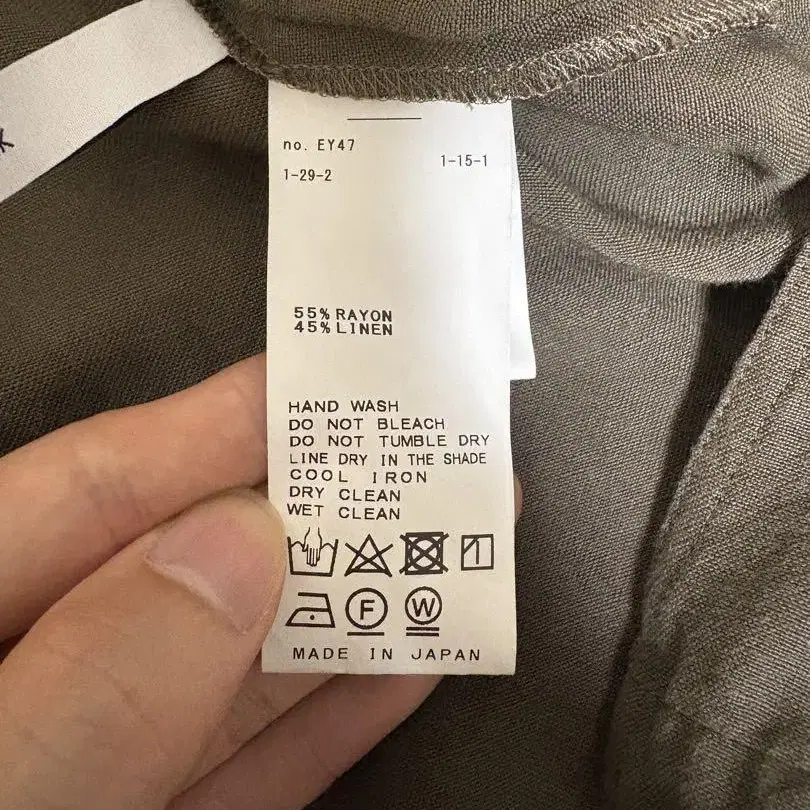 K
no. EY47
1-15-1
1-29-2
55% RAYON
45% LINEN
HAND WASH
DO NOT BLEACH
DO NOT TUMBLE DRY
LINE DRY IN THE SHADE
COOL IRON
DRY CLEAN
WET CLEAN
F W
MADE IN JAPAN